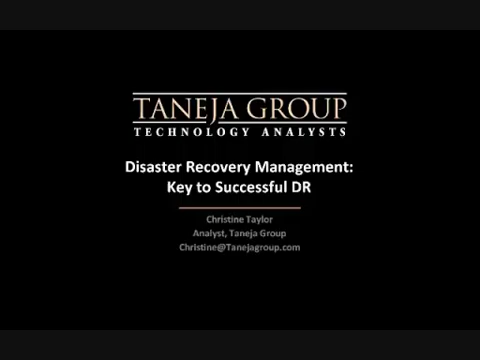 TANEJA GROUP
TECHNOLOGY ANALYSTS
Disaster Recovery Management:
Key to Successful DR
Christine Taylor
Analyst, Taneja Group
Christine@Tanejagroup.com